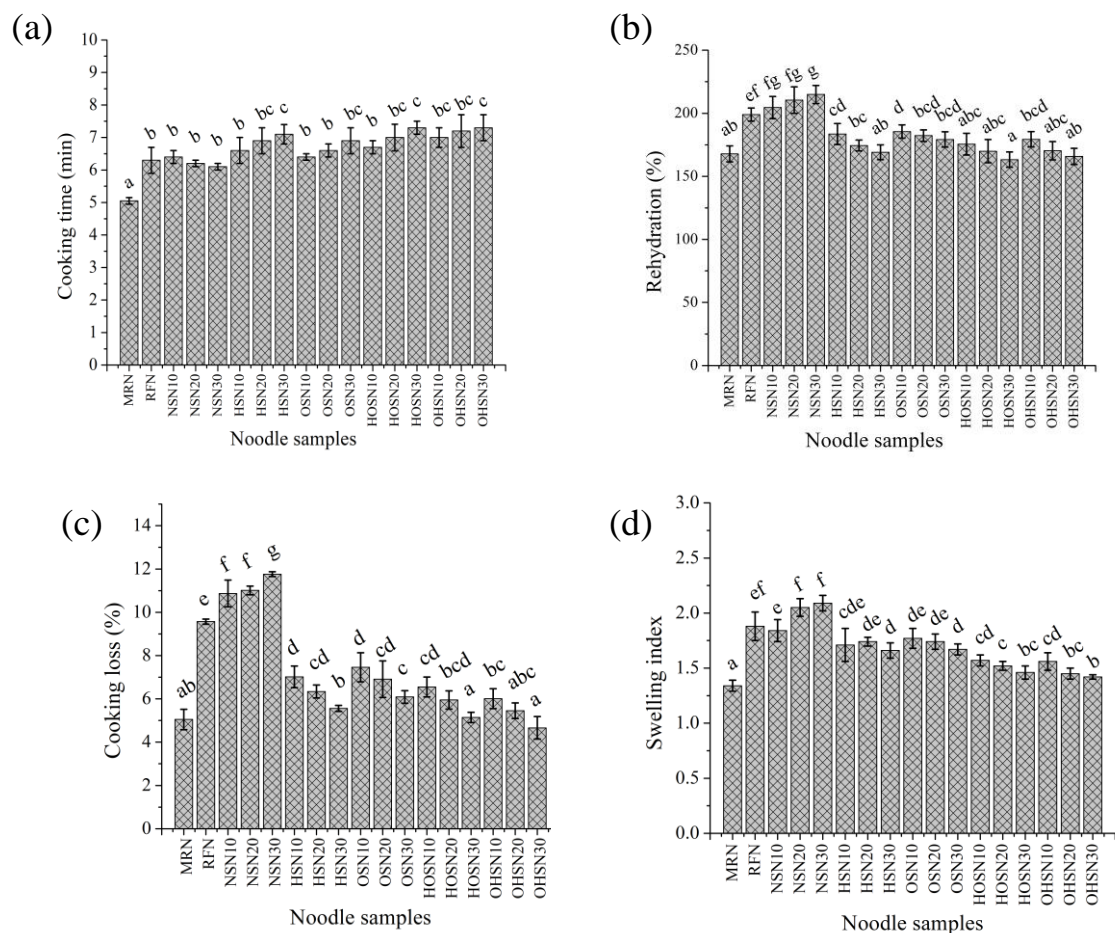 (a)
Cooking time (min)
10
9
8
7
6
5
4
3
2
1
0
a
b
b
b
b
b
bc
c
b
b
bc
b
bc
c
bc
bc
c
MRN
RFN
NSN10
NSN20
NSN30
HSN10
HSN20
HSN30
OSN10
OSN20
OSN30
HOSN10
HOSN20
HOSN30
OHSN10
OHSN20
OHSN30
Noodle samples
(b)
Rehydration (%)
250
200
150
100
50
0
ab
ef
fg
fg
g
cd
bc
ab
d
bcd
bcd
abc
abc
a
bcd
abc
ab
MRN
RFN
NSN10
NSN20
NSN30
HSN10
HSN20
HSN30
OSN10
OSN20
OSN30
HOSN10
HOSN20
HOSN30
OHSN10
OHSN20
OHSN30
Noodle samples
(c)
Cooking loss (%)
14
12
10
8
6
4
2
0
ab
e
f
f
g
d
cd
b
d
cd
c
cd
bcd
a
bc
abc
a
MRN
RFN
NSN10
NSN20
NSN30
HSN10
HSN20
HSN30
OSN10
OSN20
OSN30
HOSN10
HOSN20
HOSN30
OHSN10
OHSN20
OHSN30
Noodle samples
(d)
Swelling index
3.0
2.5
2.0
1.5
1.0
0.5
0.0
a
ef
e
f
f
cde
de
d
de
de
d
cd
c
bc
cd
bc
b
MRN
RFN
NSN10
NSN20
NSN30
HSN10
HSN20
HSN30
OSN10
OSN20
OSN30
HOSN10
HOSN20
HOSN30
OHSN10
OHSN20
OHSN30
Noodle samples